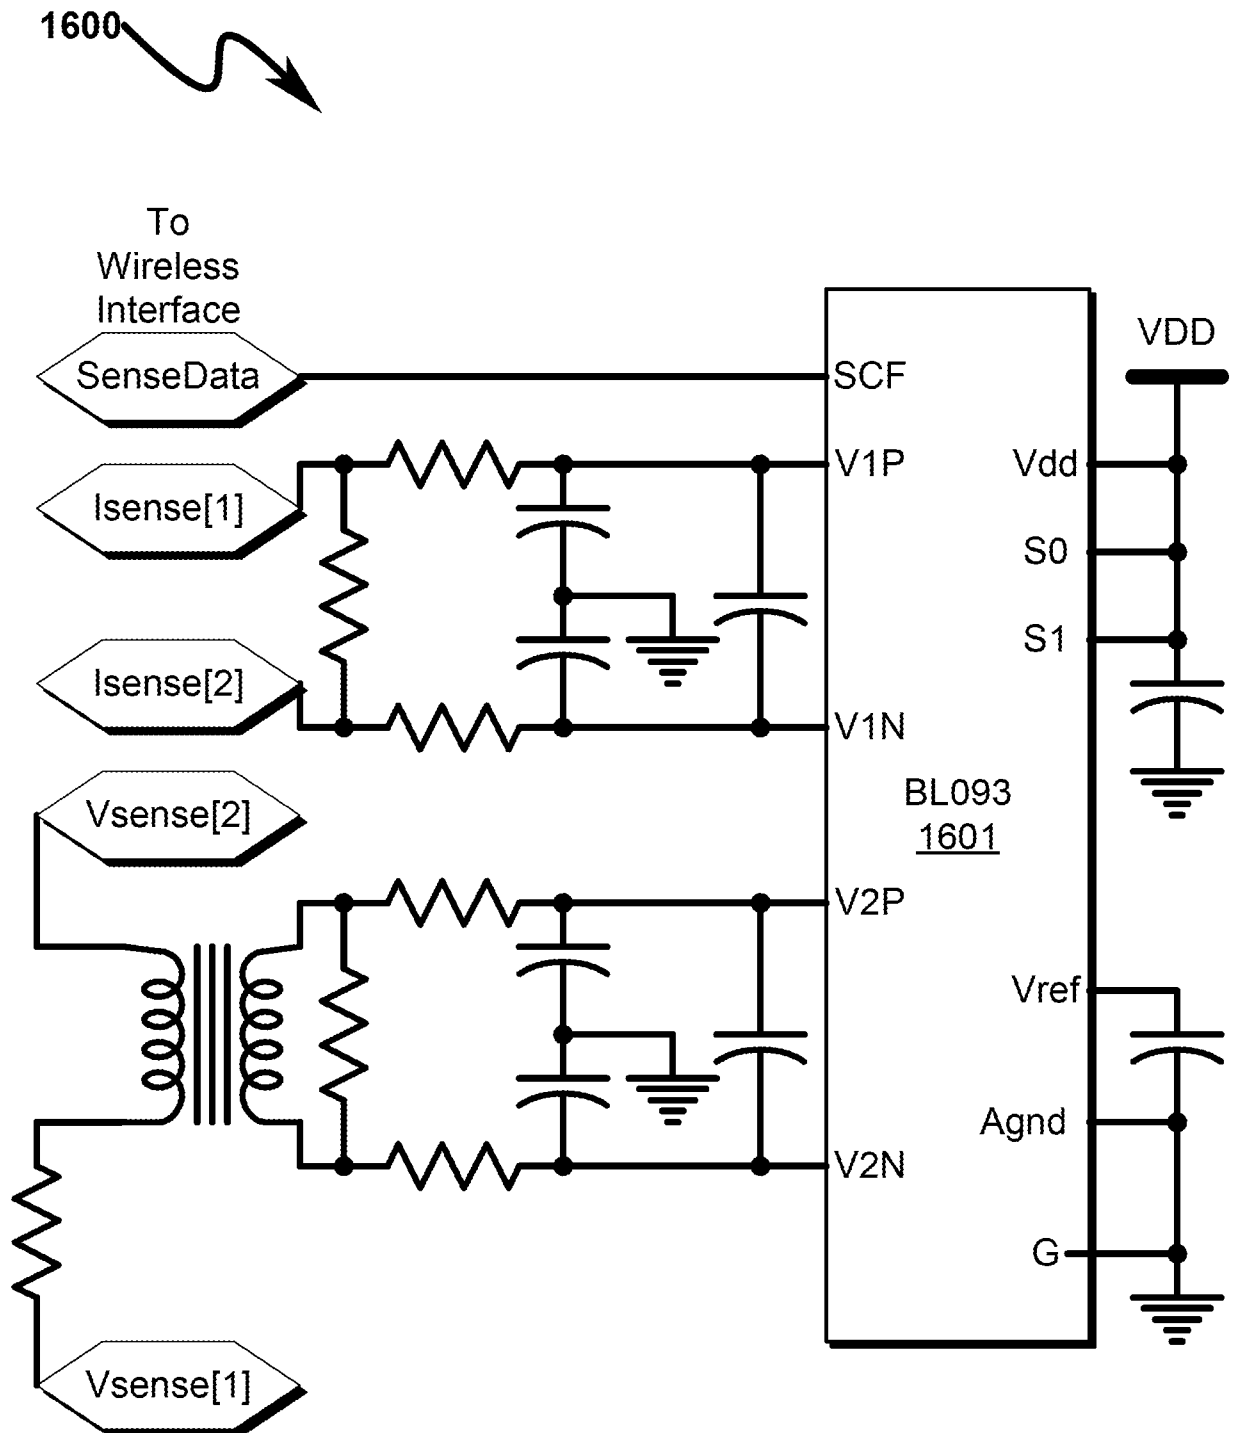 1600
To
Wireless
Interface
SenseData
SCF
VDD
Isense[1]
V1P
Vdd
S0
S1
Isense[2]
V1N
BL093
1601
Vsense[2]
V2P
Vref
Agnd
V2N
G
Vsense[1]